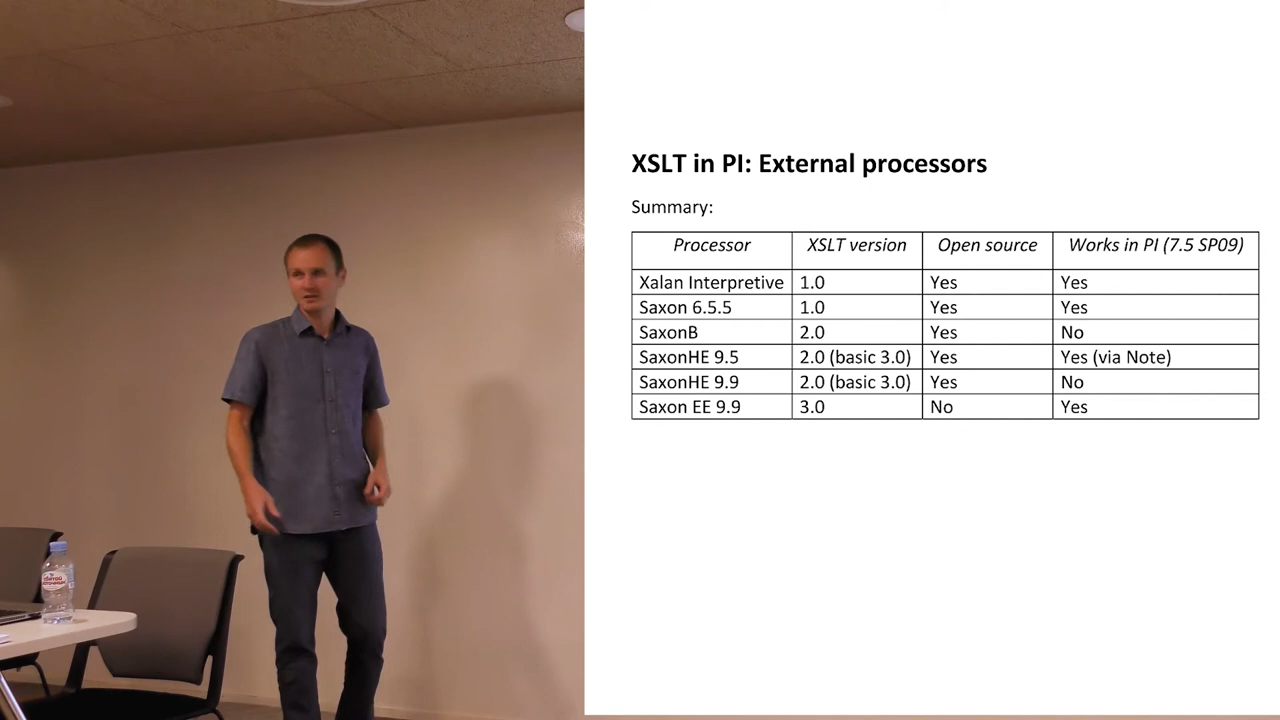 XSLT in PI: External processors
Summary:
Processor XSLT version Open source Works in PI (7.5 SP09)
Xalan Interpretive 1.0 Yes Yes
Saxon 6.5.5 1.0 Yes Yes
SaxonB 2.0 Yes No
SaxonHE 9.5 2.0 (basic 3.0) Yes Yes (via Note)
SaxonHE 9.9 2.0 (basic 3.0) Yes No
Saxon EE 9.9 3.0 No Yes